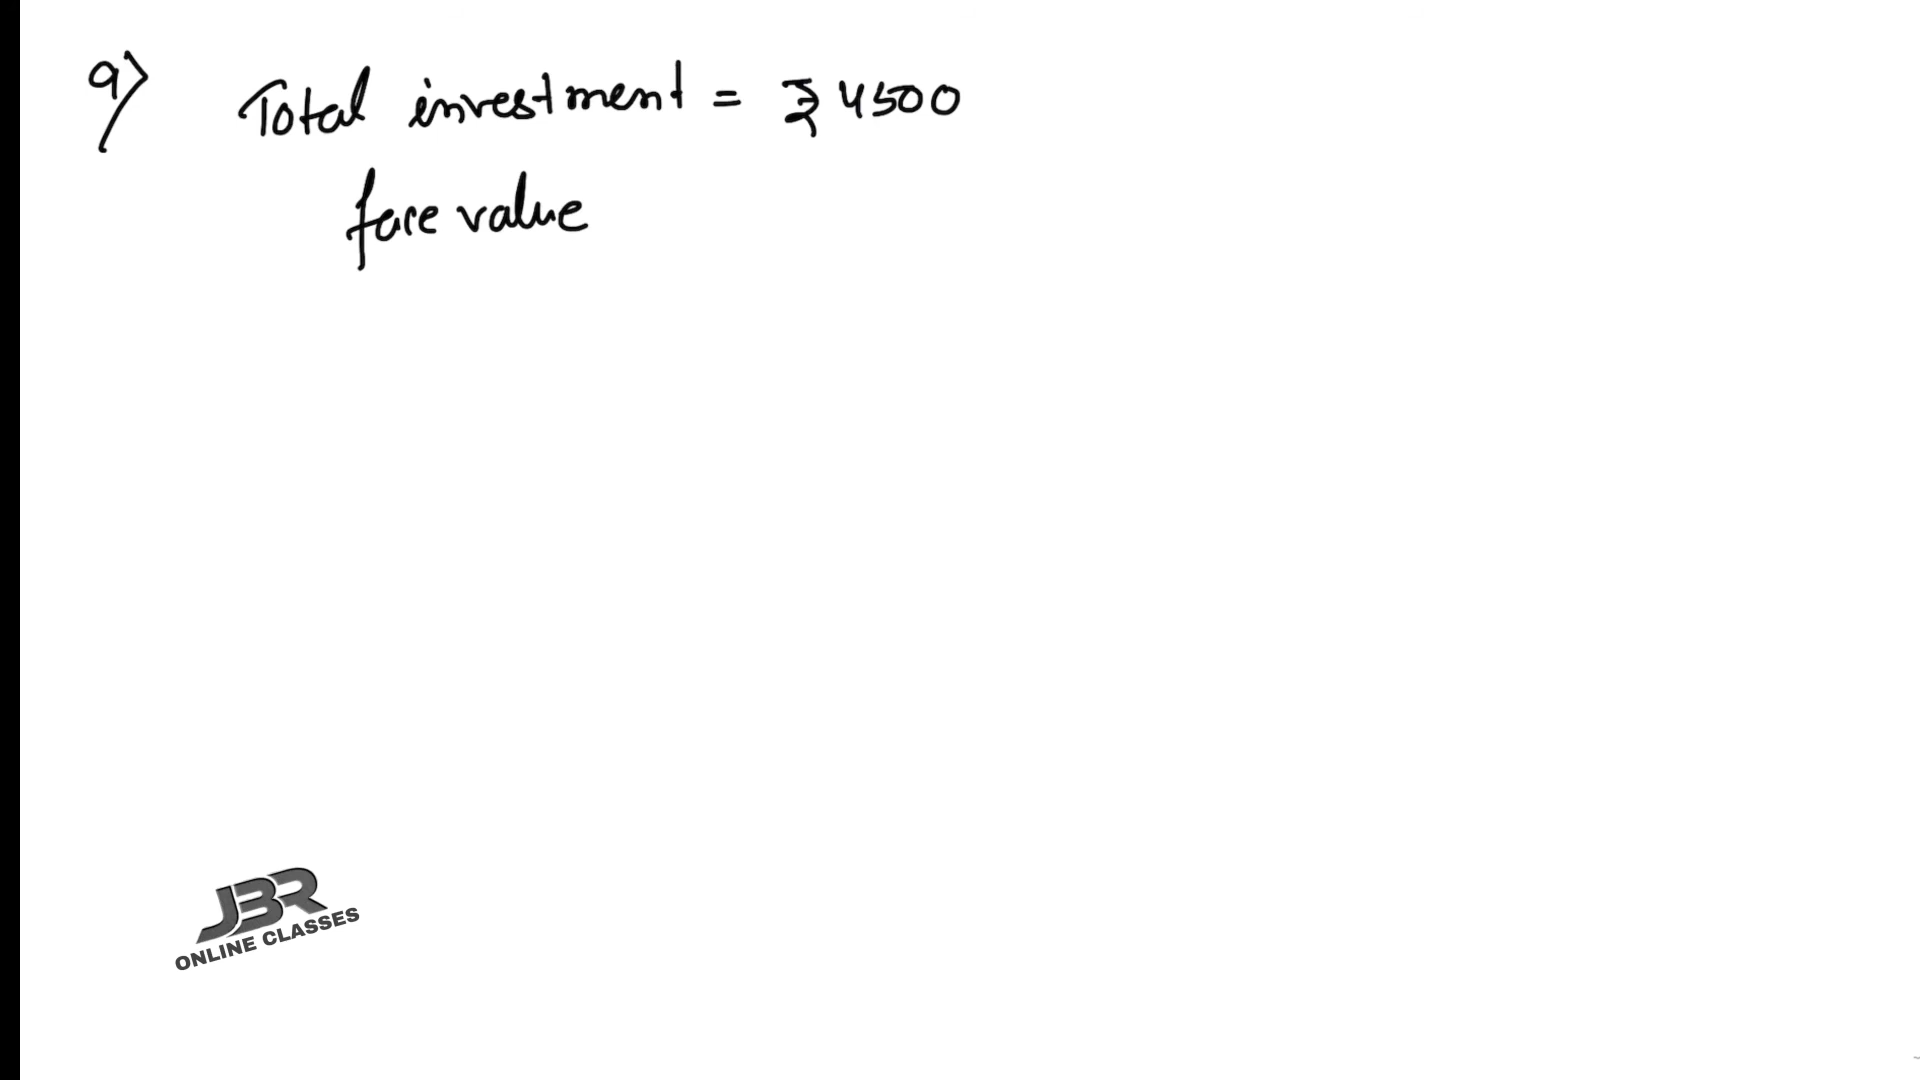 9) Total investment = ₹ 4500
face value
JBR
ONLINE CLASSES